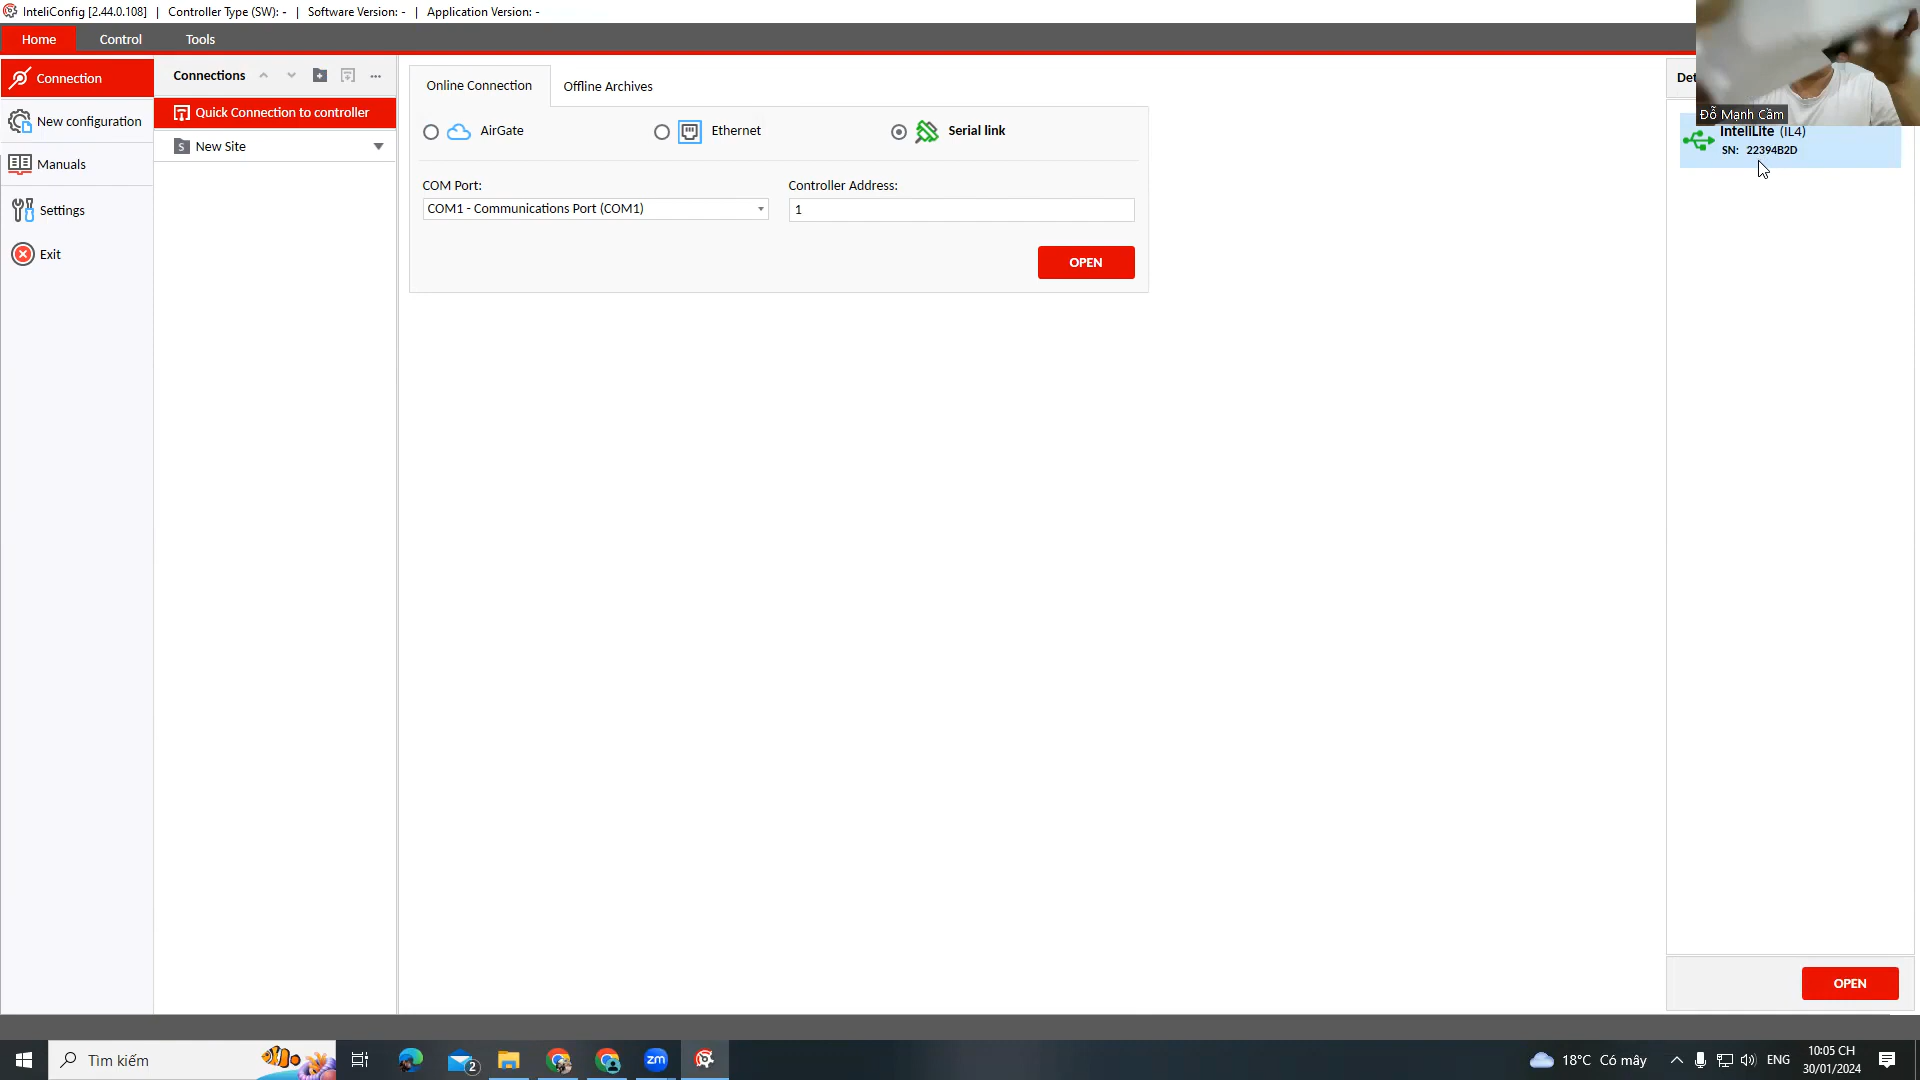 InteliConfig [2.44.0.108] | Controller Type (SW): - | Software Version: - | Application Version: -
Home Control Tools
Connection
New configuration
Manuals
Settings
Exit
Connections
Quick Connection to controller
New Site
Online Connection Offline Archives
AirGate Ethernet Serial link
COM Port: Controller Address:
COM1 - Communications Port (COM1) 1
OPEN
Det
Đỗ Mạnh Cầm
InteliLite (IL4)
SN: 22394B2D
OPEN
Tìm kiếm
2
zm
18°C Có mây
ENG
10:05 CH
30/01/2024